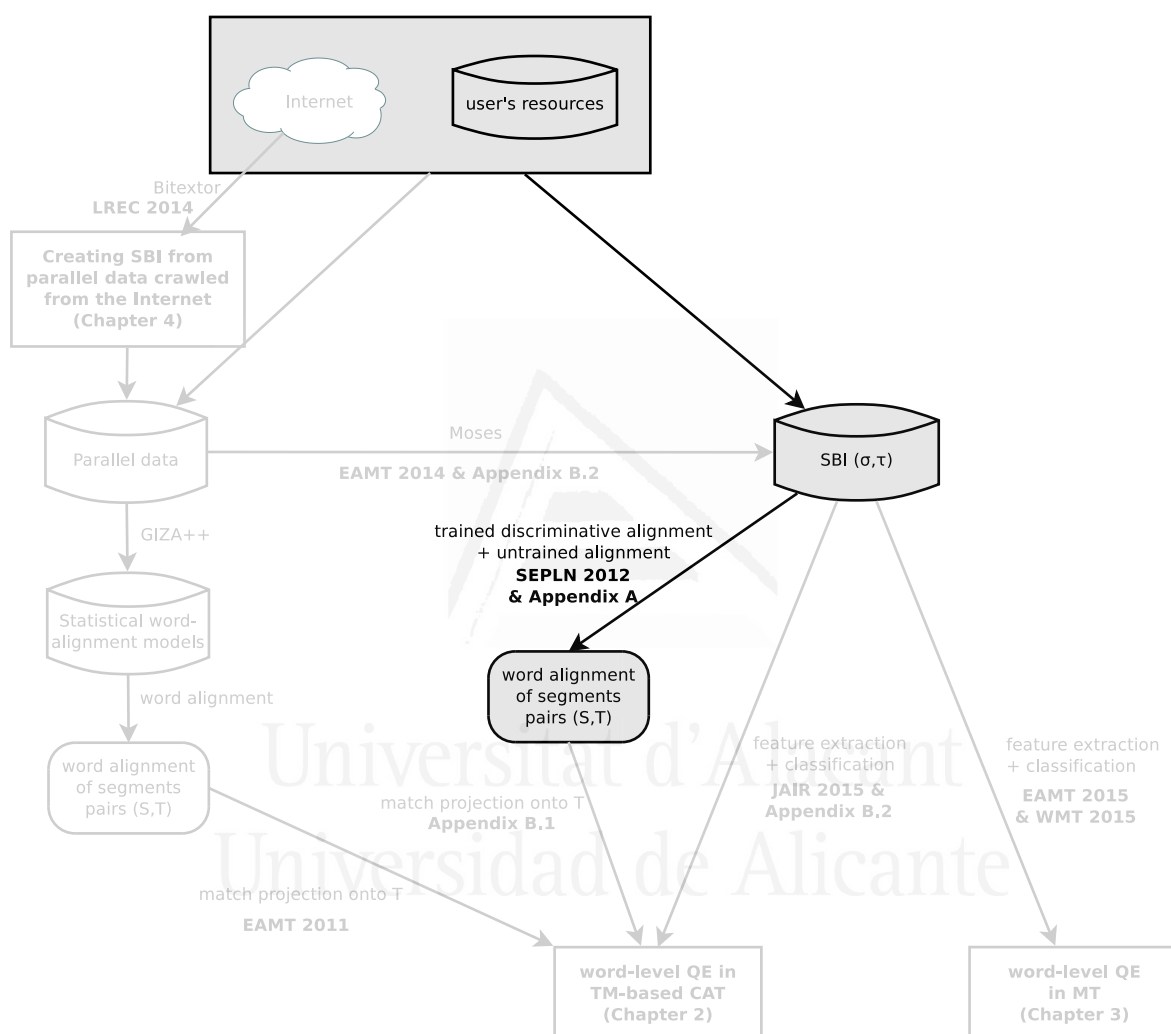 Internet
user's resources
Bitextor
LREC 2014
Creating SBI from
parallel data crawled
from the Internet
(Chapter 4)
Parallel data
Moses
EAMT 2014 & Appendix B.2
SBI (σ,τ)
GIZA++
trained discriminative alignment
+ untrained alignment
SEPLN 2012
& Appendix A
Statistical word-
alignment models
word alignment
word alignment
of segments
pairs (S,T)
word alignment
of segments
pairs (S,T)
feature extraction
+ classification
JAIR 2015 &
Appendix B.2
feature extraction
+ classification
EAMT 2015
& WMT 2015
match projection onto T
Appendix B.1
Universitat d'Alacant
Universidad de Alicante
match projection onto T
EAMT 2011
word-level QE in
TM-based CAT
(Chapter 2)
word-level QE
in MT
(Chapter 3)